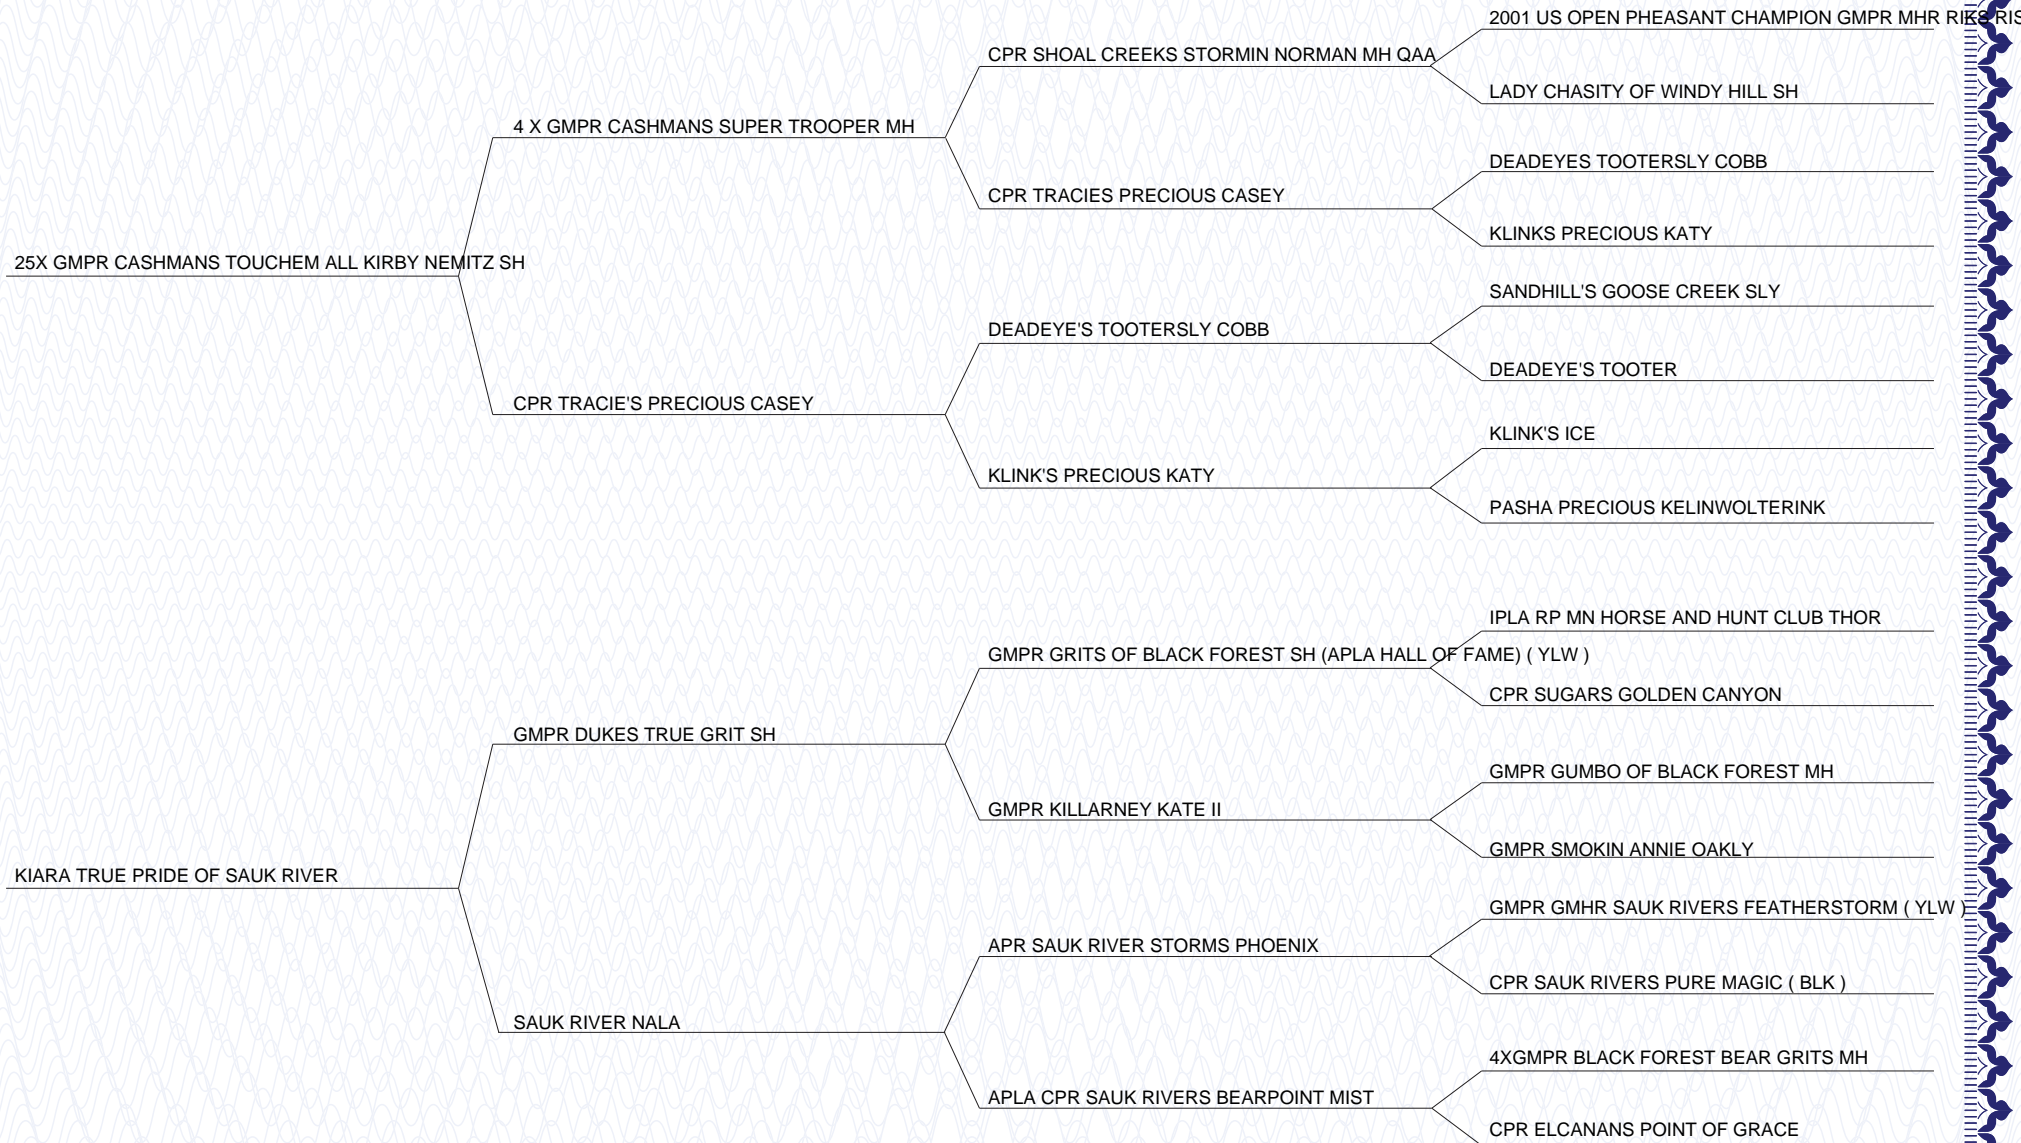 2001 US OPEN PHEASANT CHAMPION GMPR MHR RIKS RIS
CPR SHOAL CREEKS STORMIN NORMAN MH QAA
LADY CHASITY OF WINDY HILL SH
4 X GMPR CASHMANS SUPER TROOPER MH
DEADEYES TOOTERSLY COBB
CPR TRACIES PRECIOUS CASEY
KLINKS PRECIOUS KATY
25X GMPR CASHMANS TOUCHEM ALL KIRBY NEMITZ SH
SANDHILL'S GOOSE CREEK SLY
DEADEYE'S TOOTERSLY COBB
DEADEYE'S TOOTER
CPR TRACIE'S PRECIOUS CASEY
KLINK'S ICE
KLINK'S PRECIOUS KATY
PASHA PRECIOUS KELINWOLTERINK
IPLA RP MN HORSE AND HUNT CLUB THOR
GMPR GRITS OF BLACK FOREST SH (APLA HALL OF FAME) ( YLW )
CPR SUGARS GOLDEN CANYON
GMPR DUKES TRUE GRIT SH
GMPR GUMBO OF BLACK FOREST MH
GMPR KILLARNEY KATE II
GMPR SMOKIN ANNIE OAKLY
KIARA TRUE PRIDE OF SAUK RIVER
GMPR GMHR SAUK RIVERS FEATHERSTORM ( YLW )
APR SAUK RIVER STORMS PHOENIX
CPR SAUK RIVERS PURE MAGIC ( BLK )
SAUK RIVER NALA
4XGMPR BLACK FOREST BEAR GRITS MH
APLA CPR SAUK RIVERS BEARPOINT MIST
CPR ELCANANS POINT OF GRACE